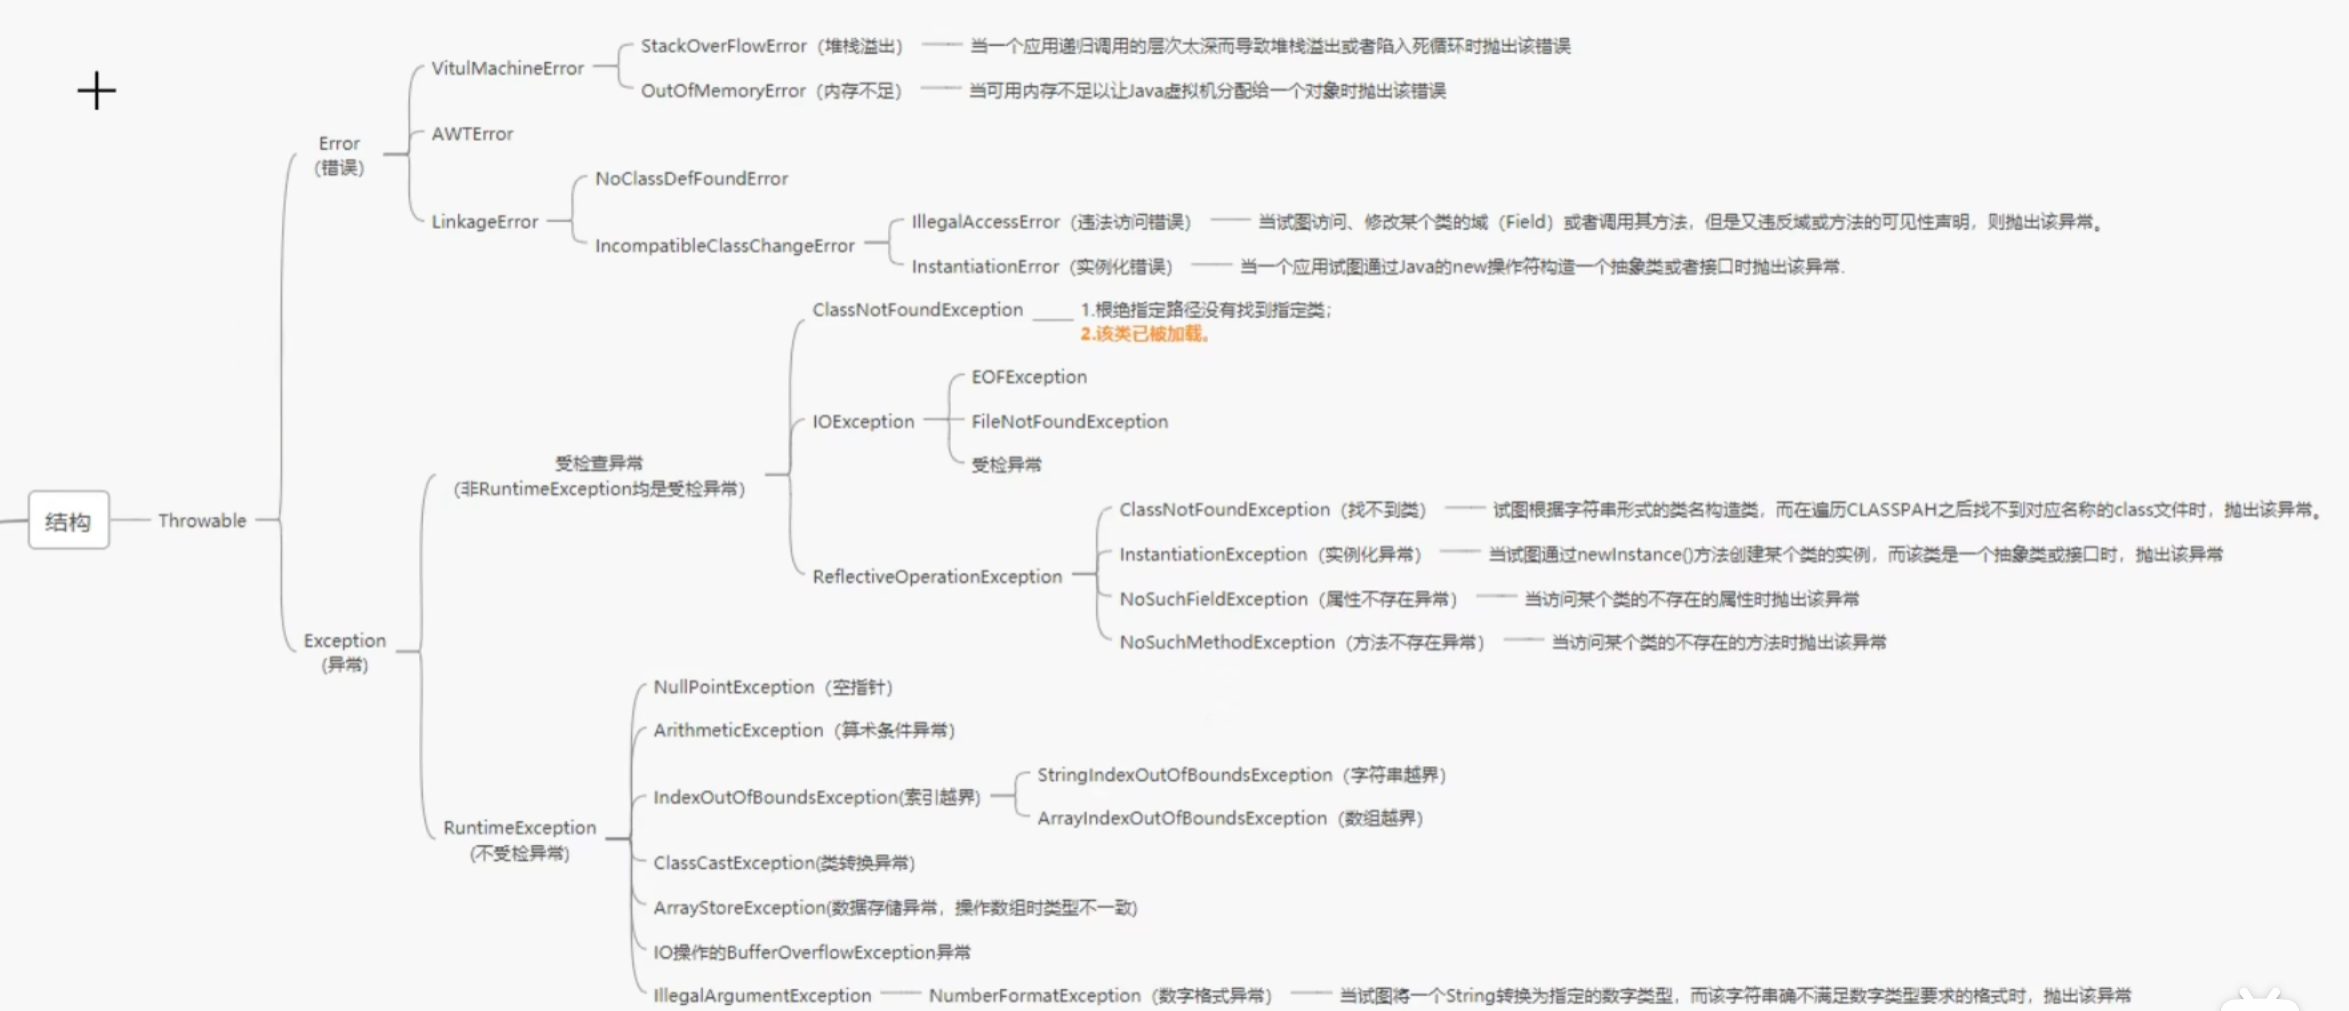 StackOverFlowError（堆栈溢出） 当一个应用递归调用的层次太深而导致堆栈溢出或者陷入死循环时抛出该错误
VitulMachineError
OutOfMemoryError（内存不足） 当可用内存不足以让Java虚拟机分配给一个对象时抛出该错误
AWTError
Error
(错误)
NoClassDefFoundError
LinkageError
IllegalAccessError（违法访问错误） 当试图访问、修改某个类的域（Field）或者调用其方法，但是又违反域或方法的可见性声明，则抛出该异常。
IncompatibleClassChangeError
InstantiationError（实例化错误） 当一个应用试图通过Java的new操作符构造一个抽象类或者接口时抛出该异常.
ClassNotFoundException 1.根绝指定路径没有找到指定类；
2.该类已被加载。
EOFException
IOException
FileNotFoundException
受检异常
受检查异常
(非RuntimeException均是受检异常)
结构
Throwable
ClassNotFoundException（找不到类） 试图根据字符串形式的类名构造类，而在遍历CLASSPAH之后找不到对应名称的class文件时，抛出该异常。
InstantiationException（实例化异常） 当试图通过newInstance()方法创建某个类的实例，而该类是一个抽象类或接口时，抛出该异常
ReflectiveOperationException
NoSuchFieldException（属性不存在异常） 当访问某个类的不存在的属性时抛出该异常
NoSuchMethodException（方法不存在异常） 当访问某个类的不存在的方法时抛出该异常
Exception
(异常)
NullPointException（空指针）
ArithmeticException（算术条件异常）
StringIndexOutOfBoundsException（字符串越界）
IndexOutOfBoundsException(索引越界)
ArrayIndexOutOfBoundsException（数组越界）
RuntimeException
(不受检异常)
ClassCastException(类转换异常)
ArrayStoreException(数据存储异常，操作数组时类型不一致)
IO操作的BufferOverflowException异常
IllegalArgumentException NumberFormatException（数字格式异常） 当试图将一个String转换为指定的数字类型，而该字符串确不满足数字类型要求的格式时，抛出该异常